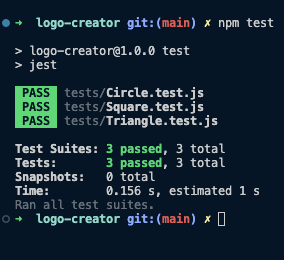 ➜ logo-creator git:(main) ✗ npm test
> logo-creator@1.0.0 test
> jest
PASS tests/Circle.test.js
PASS tests/Square.test.js
PASS tests/Triangle.test.js
Test Suites: 3 passed, 3 total
Tests: 3 passed, 3 total
Snapshots: 0 total
Time: 0.156 s, estimated 1 s
Ran all test suites.
➜ logo-creator git:(main) ✗